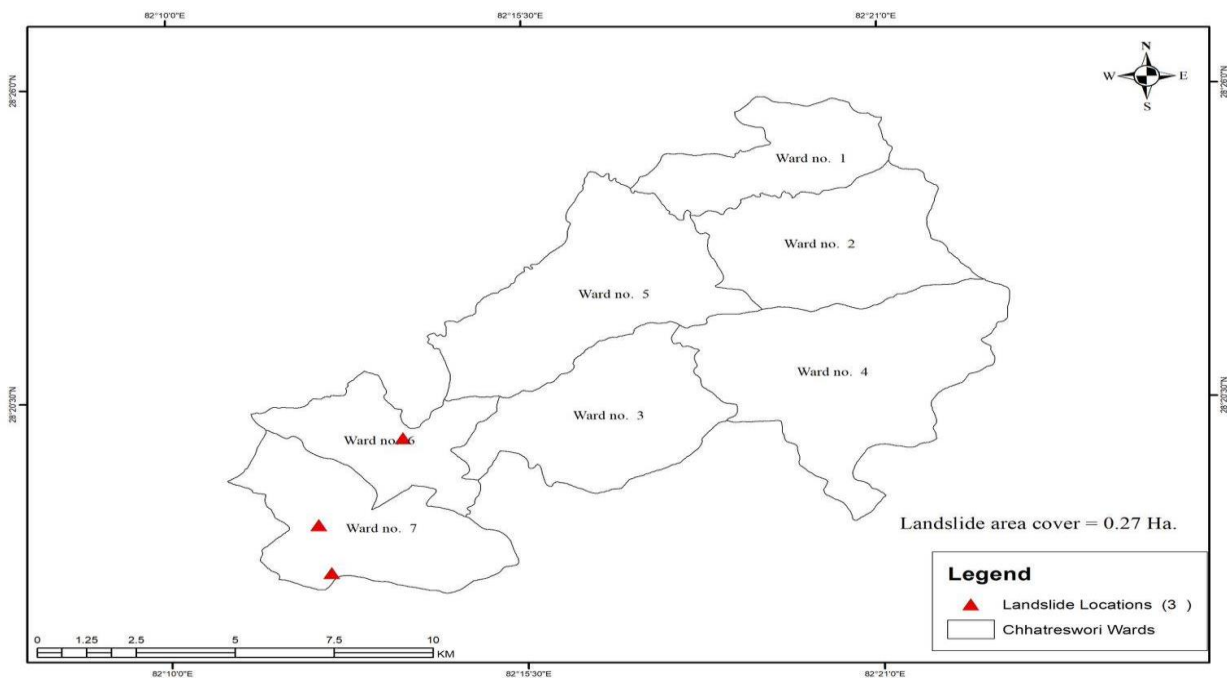 82°10'0"E 82°15'30"E 82°21'0"E
N
W E
S
28°26'0"N 28°26'0"N
Ward no. 1
Ward no. 2
Ward no. 5
Ward no. 4
28°20'30"N 28°20'30"N
Ward no. 3
Ward no. 6
Ward no. 7
Landslide area cover = 0.27 Ha.
Legend
Landslide Locations (3 )
Chhatreswori Wards
0 1.25 2.5 5 7.5 10
KM
82°10'0"E 82°15'30"E 82°21'0"E